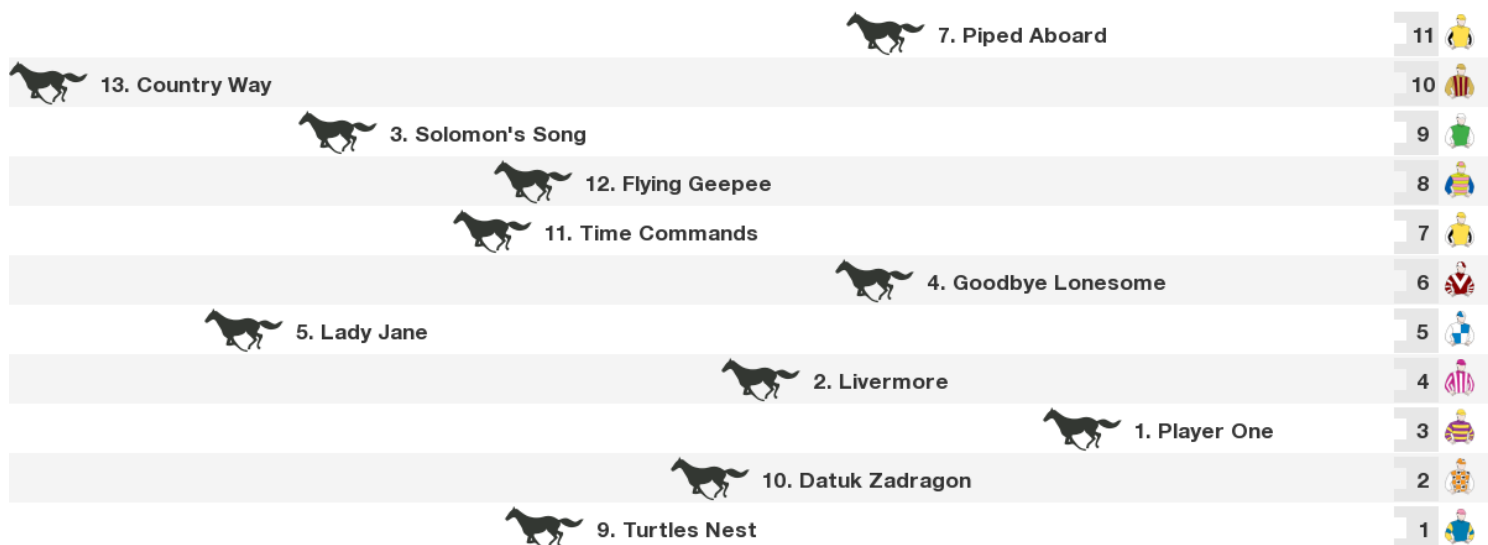 7. Piped Aboard 11
13. Country Way 10
3. Solomon's Song 9
12. Flying Geepee 8
11. Time Commands 7
4. Goodbye Lonesome 6
5. Lady Jane 5
2. Livermore 4
1. Player One 3
10. Datuk Zadragon 2
9. Turtles Nest 1